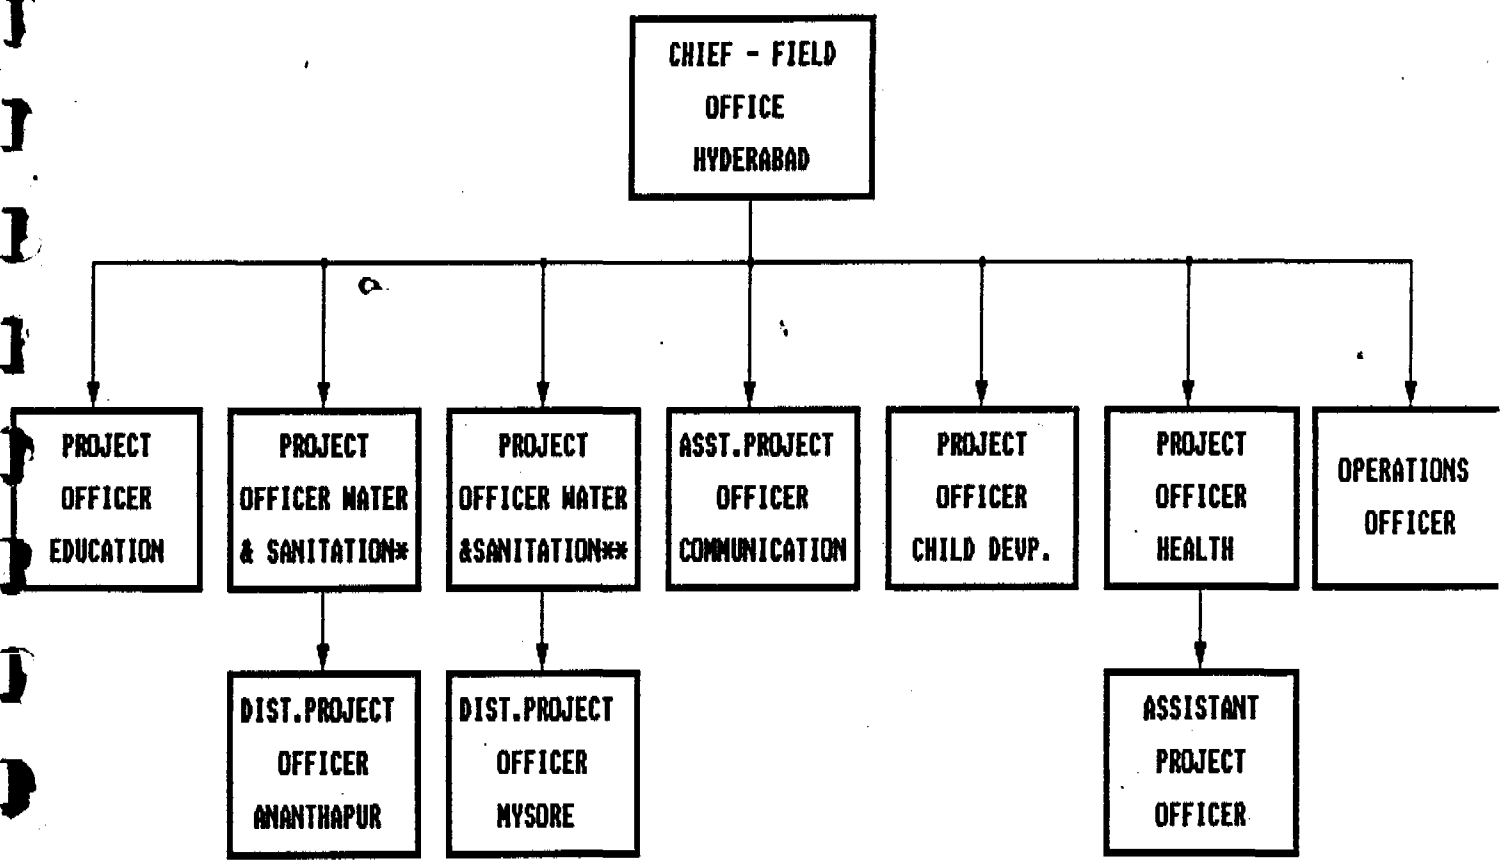 CHIEF - FIELD
OFFICE
HYDERABAD
PROJECT
OFFICER
EDUCATION
PROJECT
OFFICER WATER
& SANITATION*
PROJECT
OFFICER WATER
&SANITATION**
ASST.PROJECT
OFFICER
COMMUNICATION
PROJECT
OFFICER
CHILD DEVP.
PROJECT
OFFICER
HEALTH
OPERATIONS
OFFICER
DIST.PROJECT
OFFICER
ANANTHAPUR
DIST.PROJECT
OFFICER
MYSORE
ASSISTANT
PROJECT
OFFICER